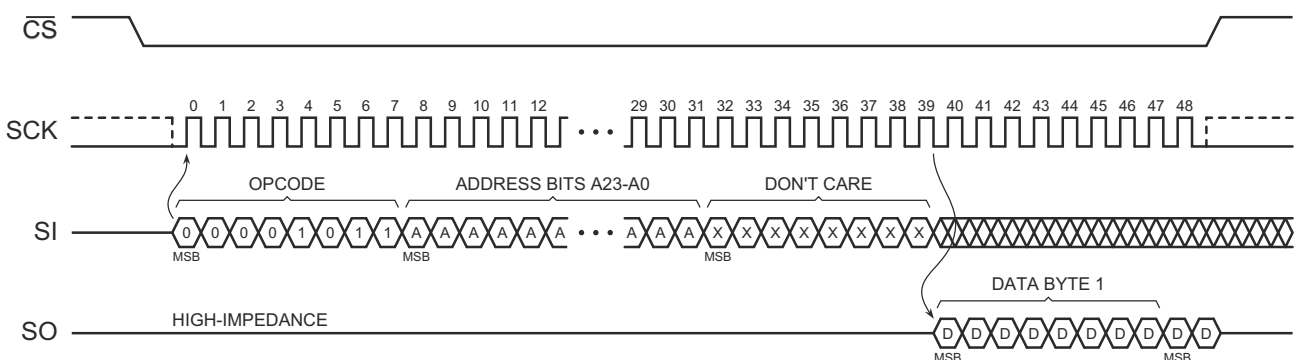 CS
0 1 2 3 4 5 6 7 8 9 10 11 12 29 30 31 32 33 34 35 36 37 38 39 40 41 42 43 44 45 46 47 48
SCK
OPCODE ADDRESS BITS A23-A0 DON'T CARE
SI 0 0 0 0 1 0 1 1 A A A A A A A A A X X X X X X X X
MSB MSB MSB
DATA BYTE 1
HIGH-IMPEDANCE
SO D D D D D D D D D D
MSB MSB